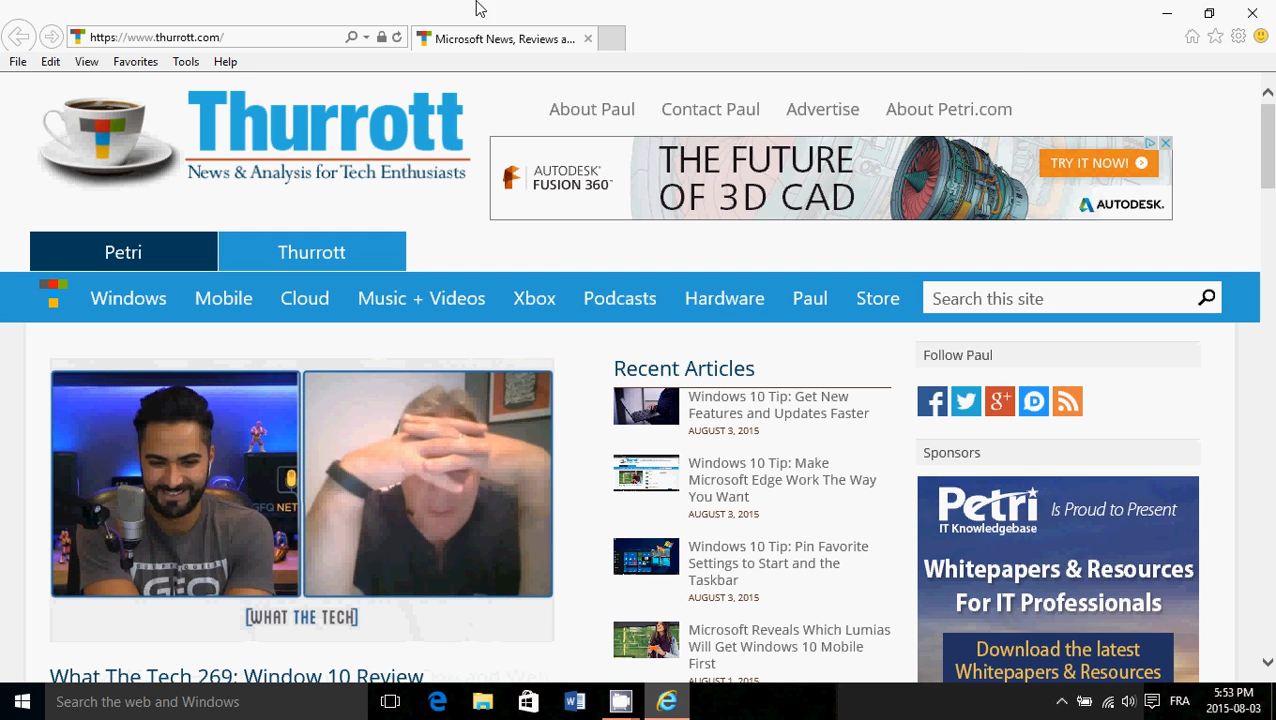 https://www.thurrott.com/
Microsoft News, Reviews a...
File Edit View Favorites Tools Help
Thurrott
News & Analysis for Tech Enthusiasts
About Paul Contact Paul Advertise About Petri.com
AUTODESK®
FUSION 360™
THE FUTURE
OF 3D CAD
TRY IT NOW!
AUTODESK.
Petri Thurrott
Windows Mobile Cloud Music + Videos Xbox Podcasts Hardware Paul Store Search this site
GFQ NET
[WHAT THE TECH]
What The Tech 269: Window 10 Review
Recent Articles
Windows 10 Tip: Get New
Features and Updates Faster
AUGUST 3, 2015
Windows 10 Tip: Make
Microsoft Edge Work The Way
You Want
AUGUST 3, 2015
Windows 10 Tip: Pin Favorite
Settings to Start and the
Taskbar
AUGUST 3, 2015
Microsoft Reveals Which Lumias
Will Get Windows 10 Mobile
First
Follow Paul
Sponsors
Petri Is Proud to Present
IT Knowledgebase
Whitepapers & Resources
For IT Professionals
Download the latest
Whitepapers & Resources
Search the web and Windows
FRA
5:53 PM
2015-08-03